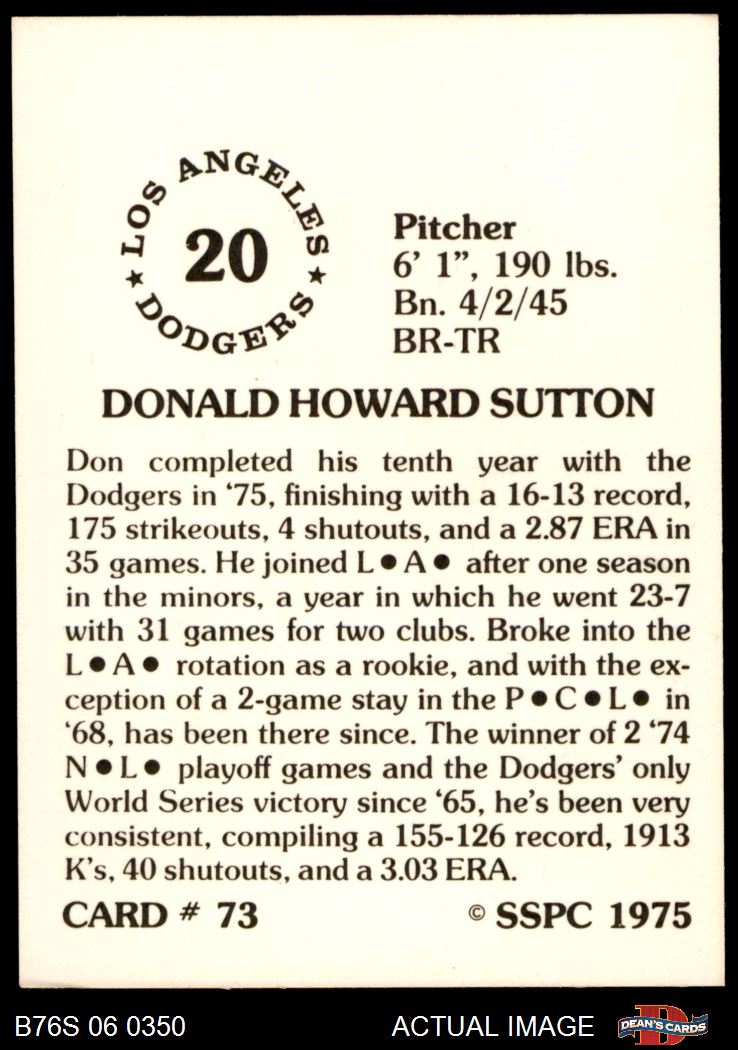 LOS ANGELES
20
★ DODGERS ★
Pitcher
6’ 1”, 190 lbs.
Bn. 4/2/45
BR-TR
DONALD HOWARD SUTTON
Don completed his tenth year with the
Dodgers in ‘75, finishing with a 16-13 record,
175 strikeouts, 4 shutouts, and a 2.87 ERA in
35 games. He joined L●A● after one season
in the minors, a year in which he went 23-7
with 31 games for two clubs. Broke into the
L●A● rotation as a rookie, and with the ex-
ception of a 2-game stay in the P●C●L● in
‘68, has been there since. The winner of 2 ‘74
N●L● playoff games and the Dodgers’ only
World Series victory since ‘65, he’s been very
consistent, compiling a 155-126 record, 1913
K’s, 40 shutouts, and a 3.03 ERA.
CARD # 73 © SSPC 1975
B76S 06 0350 ACTUAL IMAGE
D
DEAN'S CARDS